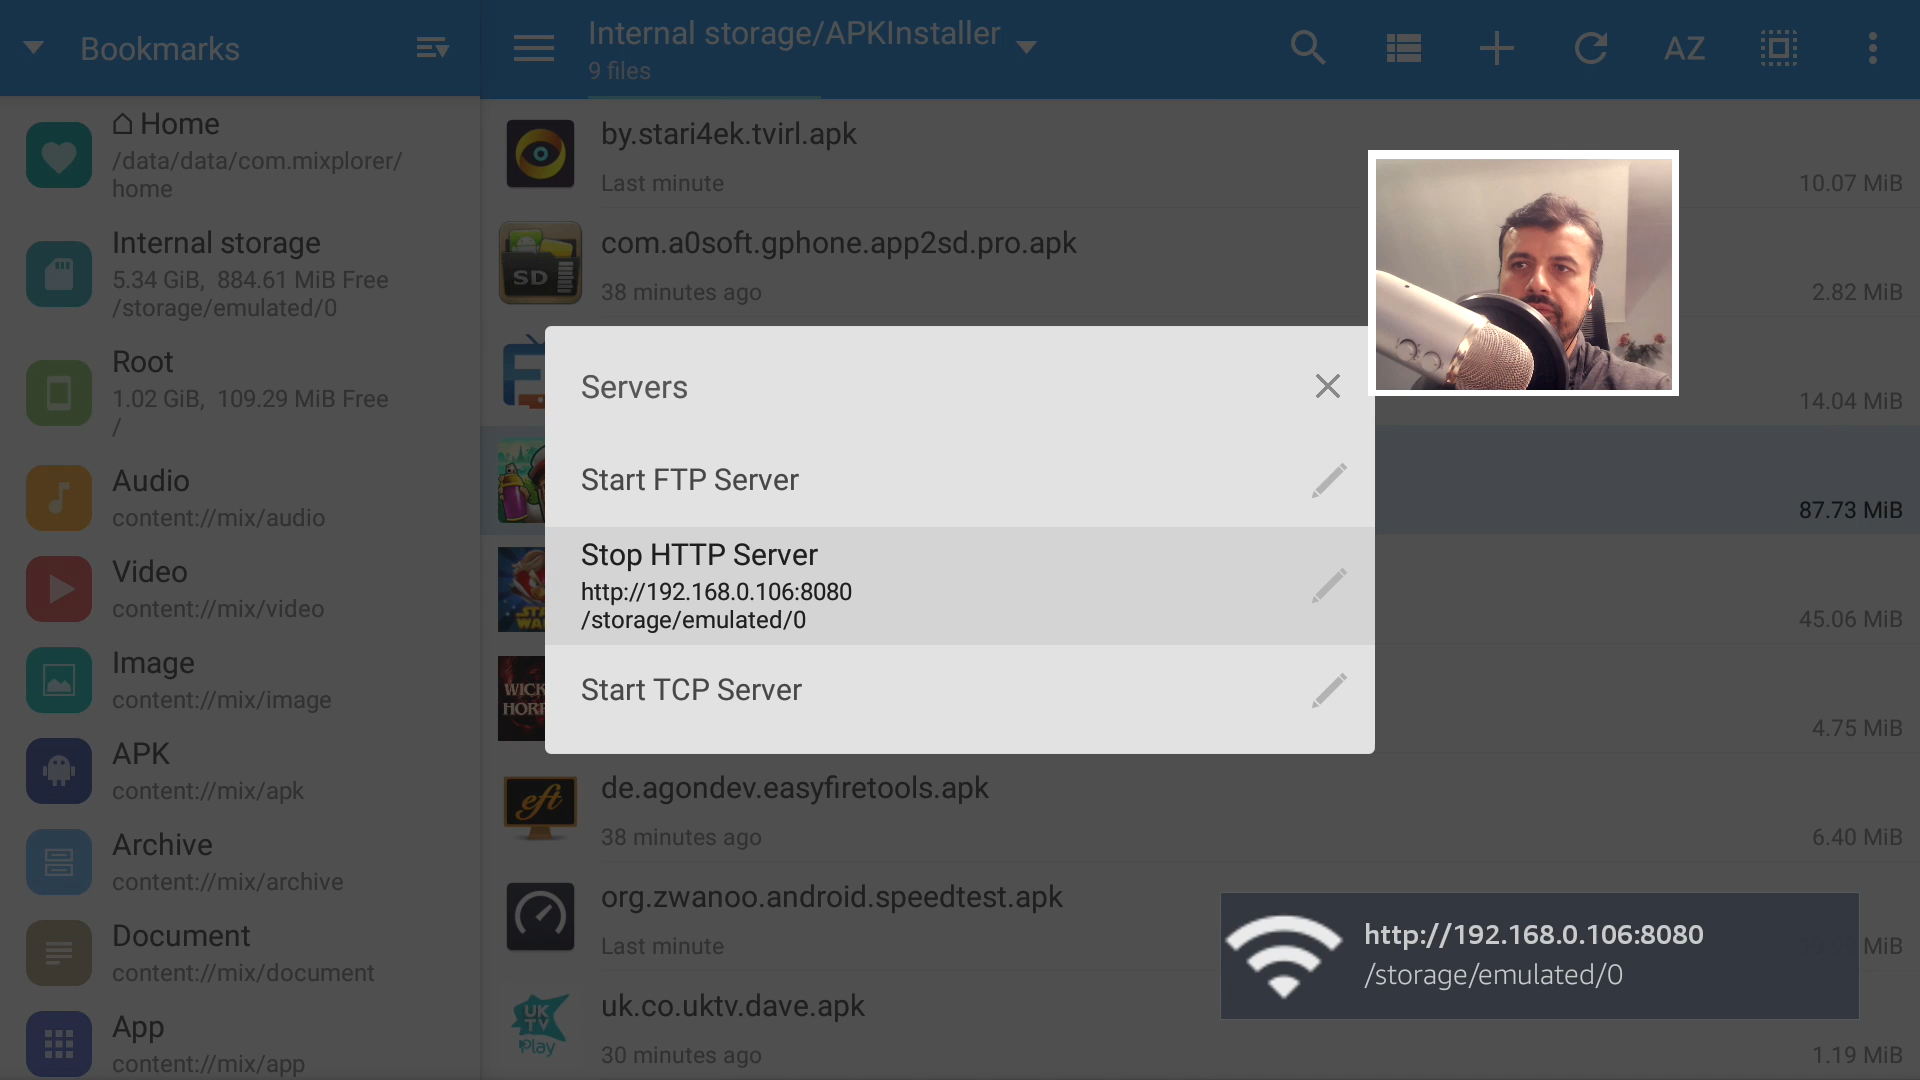 Bookmarks
Internal storage/APKInstaller
9 files
AZ
Home
/data/data/com.mixplorer/
home
Internal storage
5.34 GiB, 884.61 MiB Free
/storage/emulated/0
Root
1.02 GiB, 109.29 MiB Free
/
Audio
content://mix/audio
Video
content://mix/video
Image
content://mix/image
APK
content://mix/apk
Archive
content://mix/archive
Document
content://mix/document
App
content://mix/app
by.stari4ek.tvirl.apk
Last minute
10.07 MiB
SD
com.a0soft.gphone.app2sd.pro.apk
38 minutes ago
2.82 MiB
14.04 MiB
87.73 MiB
45.06 MiB
4.75 MiB
Servers
Start FTP Server
Stop HTTP Server
http://192.168.0.106:8080
/storage/emulated/0
Start TCP Server
eft
de.agondev.easyfiretools.apk
38 minutes ago
6.40 MiB
org.zwanoo.android.speedtest.apk
Last minute
MiB
http://192.168.0.106:8080
/storage/emulated/0
UK
TV
Play
uk.co.uktv.dave.apk
30 minutes ago
1.19 MiB